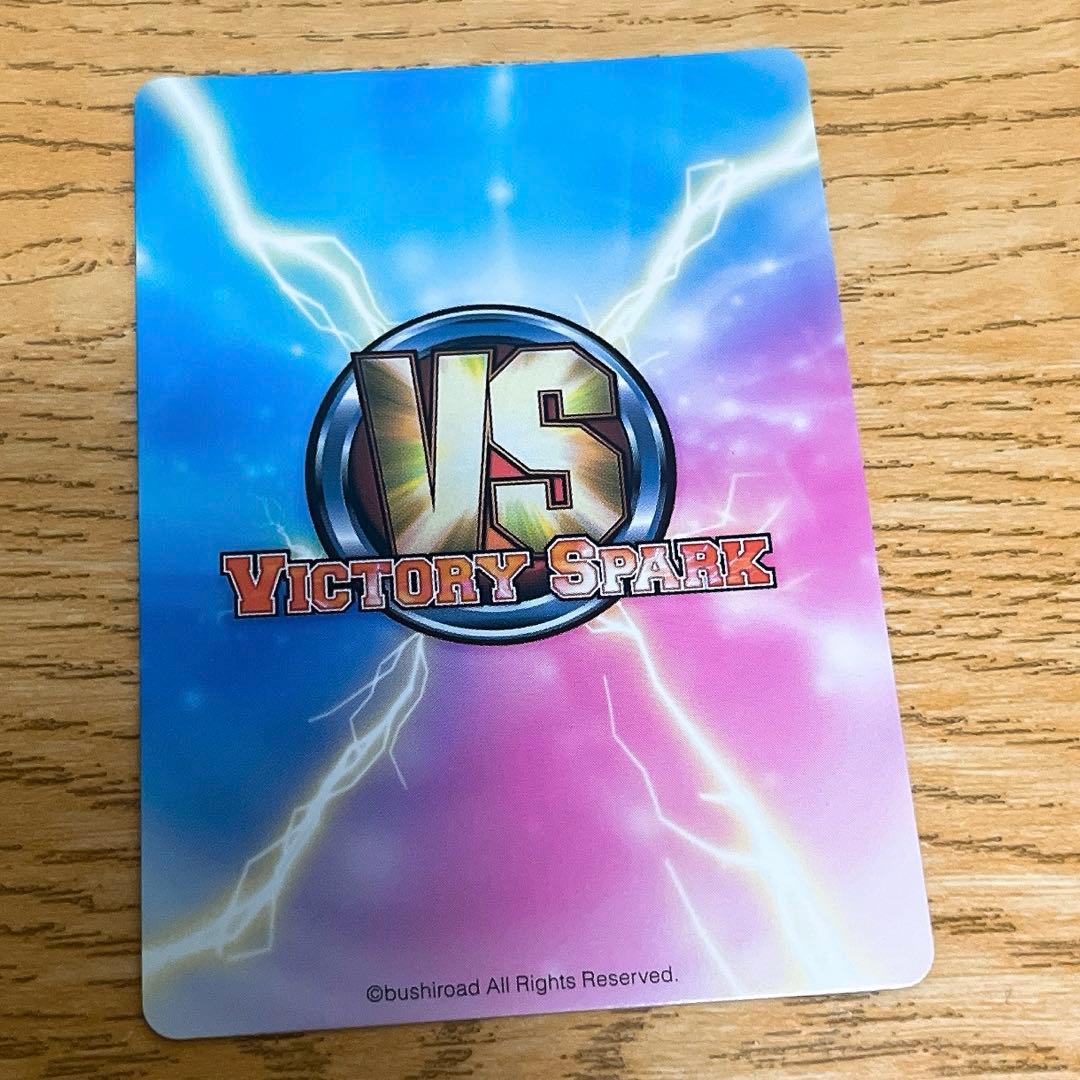 VS
VICTORY SPARK
©bushiroad All Rights Reserved.